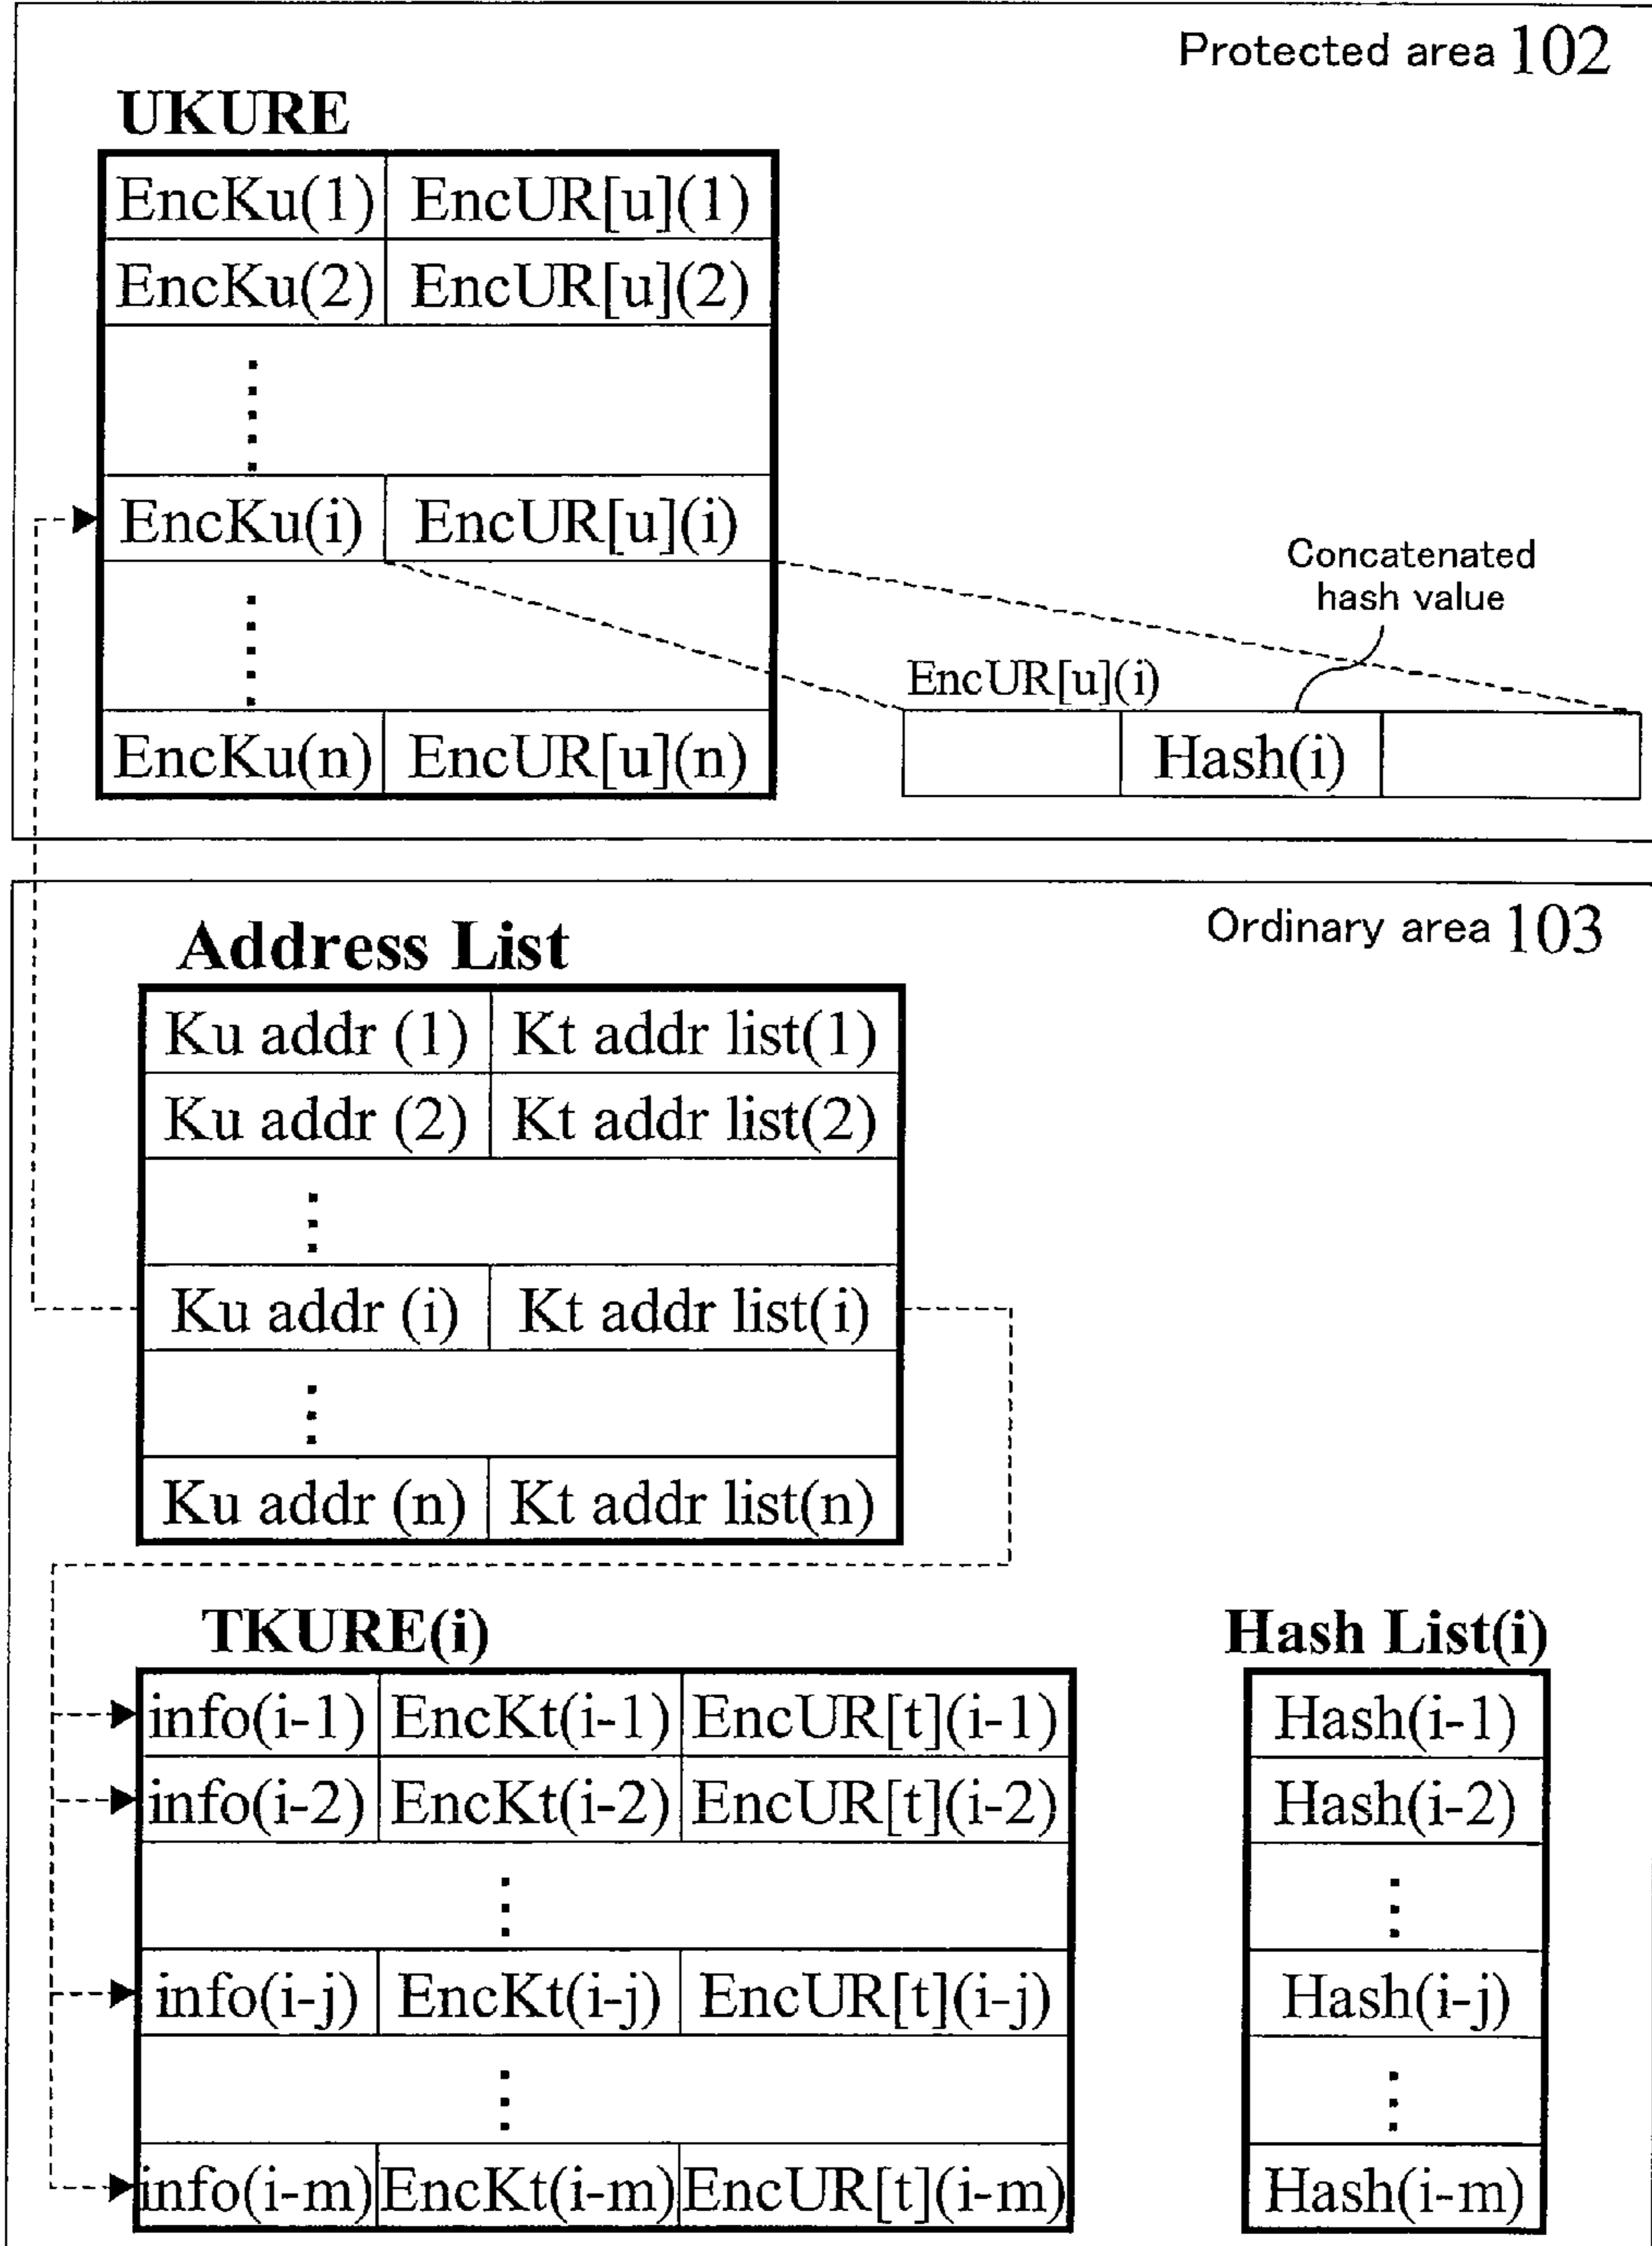 Protected area 102
UKURE
EncKu(1) EncUR[u](1)
EncKu(2) EncUR[u](2)
EncKu(i) EncUR[u](i)
Concatenated
hash value
EncUR[u](i)
EncKu(n) EncUR[u](n)
Hash(i)
Ordinary area 103
Address List
Ku addr (1) Kt addr list(1)
Ku addr (2) Kt addr list(2)
Ku addr (i) Kt addr list(i)
Ku addr (n) Kt addr list(n)
TKURE(i)
info(i-1) EncKt(i-1) EncUR[t](i-1)
info(i-2) EncKt(i-2) EncUR[t](i-2)
info(i-j) EncKt(i-j) EncUR[t](i-j)
info(i-m) EncKt(i-m) EncUR[t](i-m)
Hash List(i)
Hash(i-1)
Hash(i-2)
Hash(i-j)
Hash(i-m)